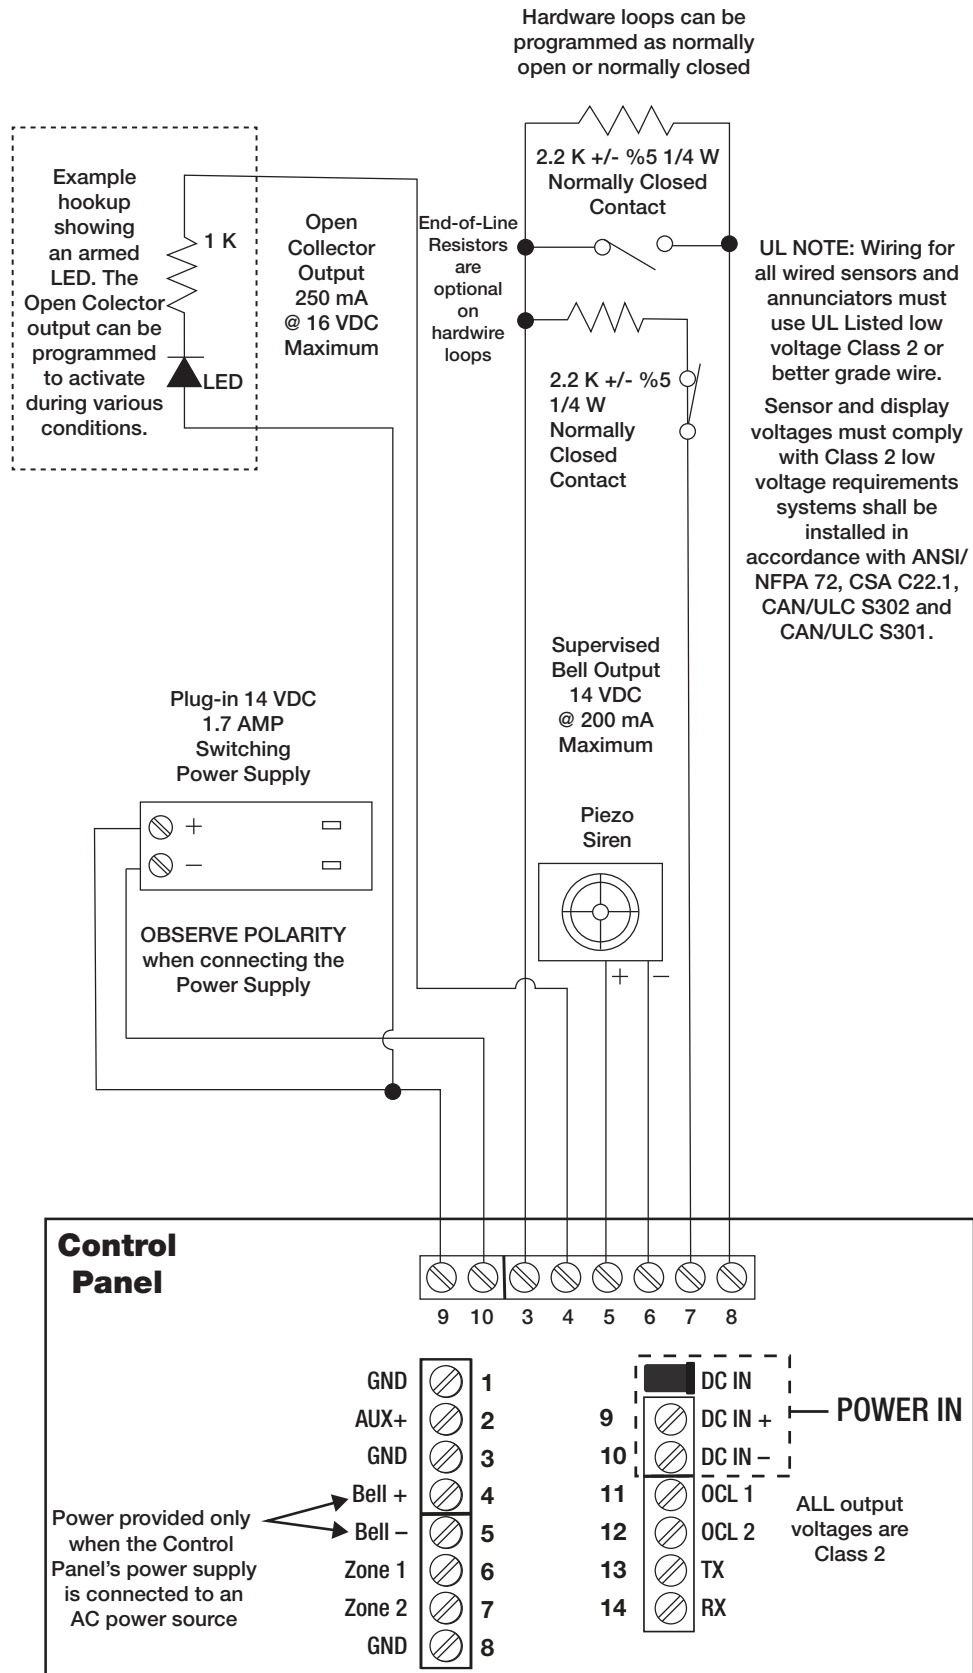 Hardware loops can be
programmed as normally
open or normally closed
2.2 K +/- %5 1/4 W
Normally Closed
Contact
Example
hookup
showing
an armed
LED. The
Open Colector
output can be
programmed
to activate
during various
conditions.
1 K
LED
Open
Collector
Output
250 mA
@ 16 VDC
Maximum
End-of-Line
Resistors
are
optional
on
hardwire
loops
2.2 K +/- %5
1/4 W
Normally
Closed
Contact
UL NOTE: Wiring for
all wired sensors and
annunciators must
use UL Listed low
voltage Class 2 or
better grade wire.
Sensor and display
voltages must comply
with Class 2 low
voltage requirements
systems shall be
installed in
accordance with ANSI/
NFPA 72, CSA C22.1,
CAN/ULC S302 and
CAN/ULC S301.
Supervised
Bell Output
14 VDC
@ 200 mA
Maximum
Plug-in 14 VDC
1.7 AMP
Switching
Power Supply
+
−
OBSERVE POLARITY
when connecting the
Power Supply
Piezo
Siren
+ −
Control
Panel
9 10 3 4 5 6 7 8
GND 1
AUX+ 2
GND 3
Bell + 4
Bell – 5
Zone 1 6
Zone 2 7
GND 8
Power provided only
when the Control
Panel's power supply
is connected to an
AC power source
DC IN
9 DC IN +
10 DC IN –
11 OCL 1
12 OCL 2
13 TX
14 RX
POWER IN
ALL output
voltages are
Class 2